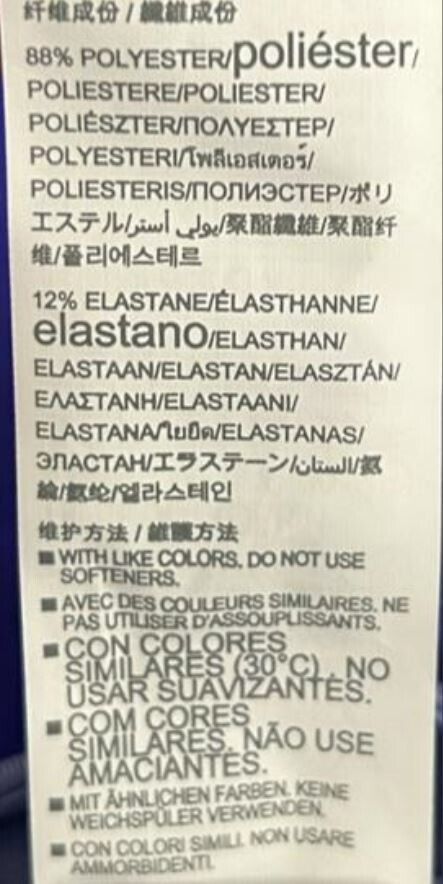 纤维成份 / 纖維成份
88% POLYESTER/poliéster/
POLIESTERE/POLIESTER/
POLIÉSZTER/ΠΟΛΥΕΣΤΕΡ/
POLYESTERI/โพลีเอสเตอร์/
POLIESTERIS/ПОЛИЭСТЕР/ポリ
エステル/بولي أستر/聚酯纖維/聚酯纤
维/폴리에스테르
12% ELASTANE/ÉLASTHANNE/
elastano/ELASTHAN/
ELASTAAN/ELASTAN/ELASZTÁN/
ΕΛΑΣΤΑΝΗ/ELASTAANI/
ELASTANA/ใยยืด/ELASTANAS/
ЭЛАСТАН/エラステーン/الستان/氨
綸/氨纶/엘라스테인
维护方法 / 維護方法
■ WITH LIKE COLORS. DO NOT USE
SOFTENERS.
■ AVEC DES COULEURS SIMILAIRES. NE
PAS UTILISER D'ASSOUPLISSANTS.
■ CON COLORES
SIMILARES (30°C) . NO
USAR SUAVIZANTES.
■ COM CORES
SIMILARES. NÃO USE
AMACIANTES.
■ MIT ÄHNLICHEN FARBEN. KEINE
WEICHSPÜLER VERWENDEN.
■ CON COLORI SIMILI. NON USARE
AMMORBIDENTI.